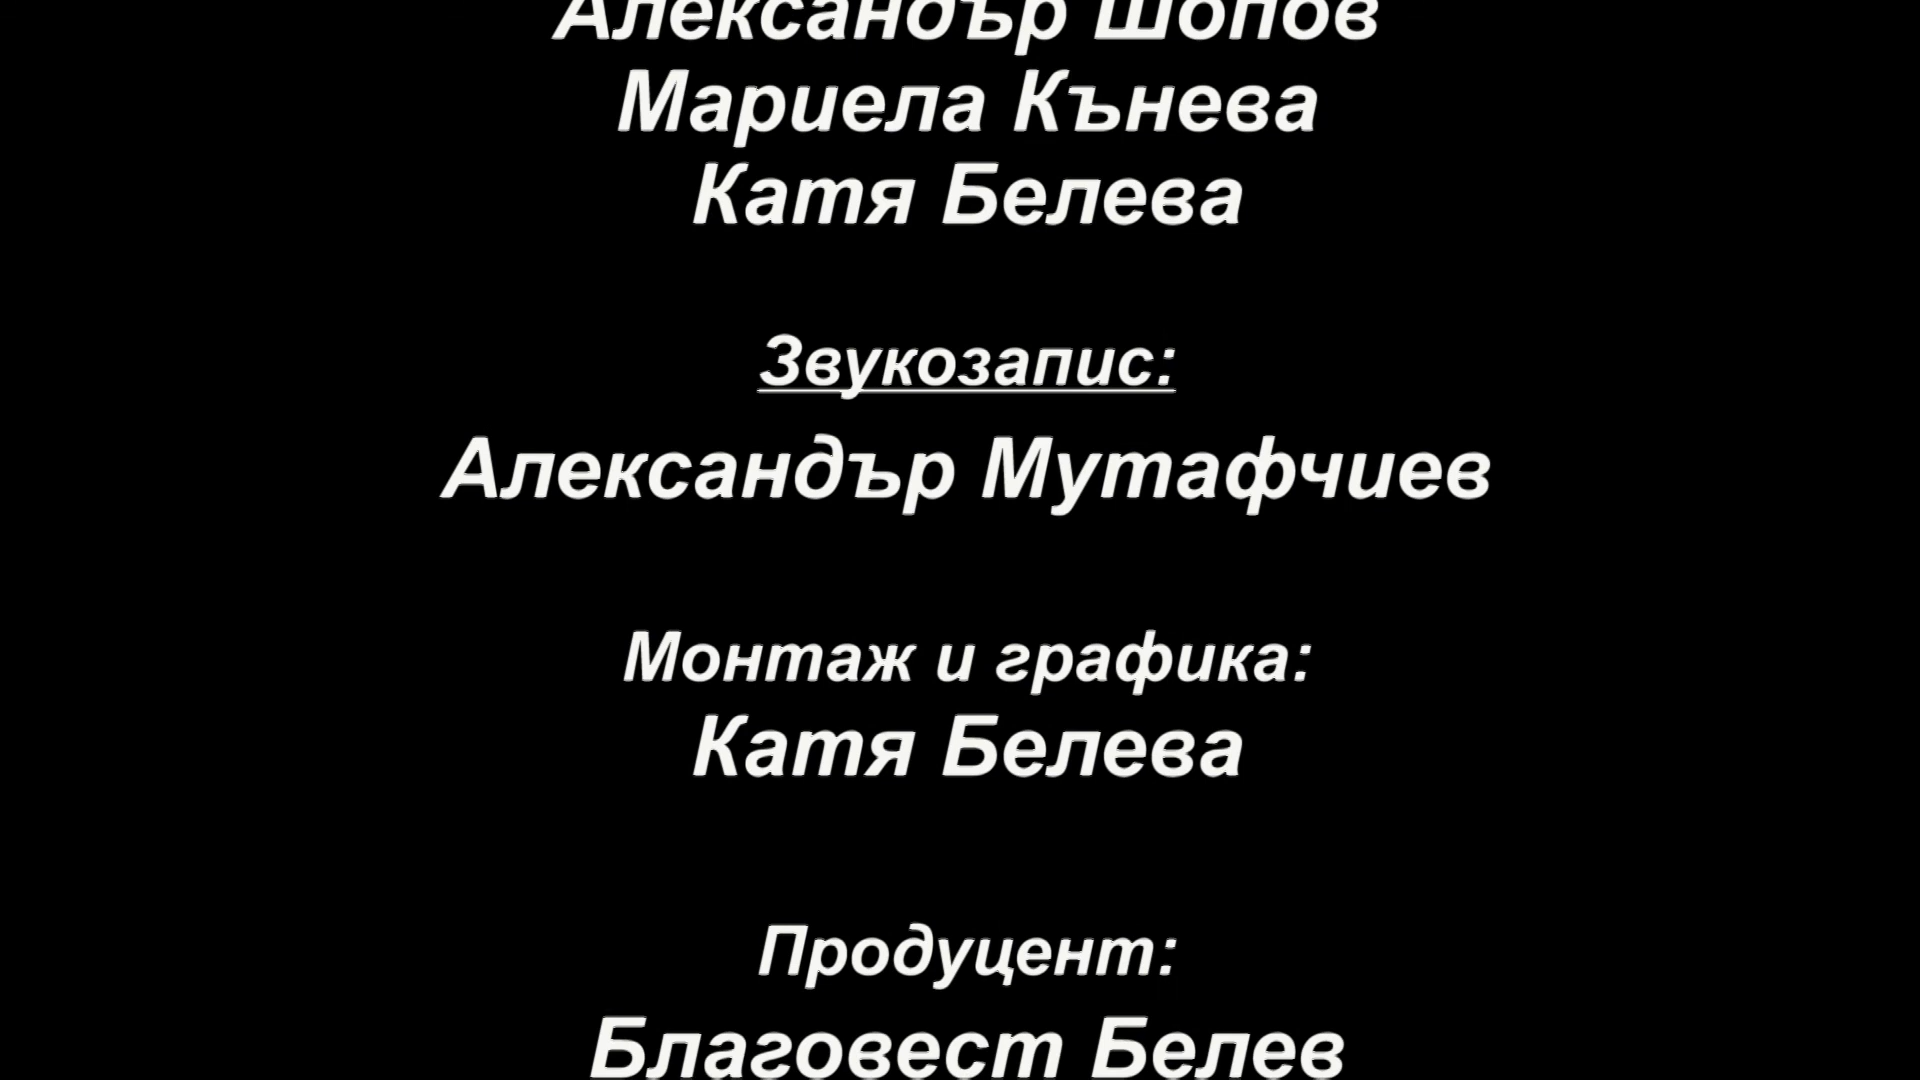 Александър Шопов
Мариела Кънева
Катя Белева
Звукозапис:
Александър Мутафчиев
Монтаж и графика:
Катя Белева
Продуцент:
Благовест Белев